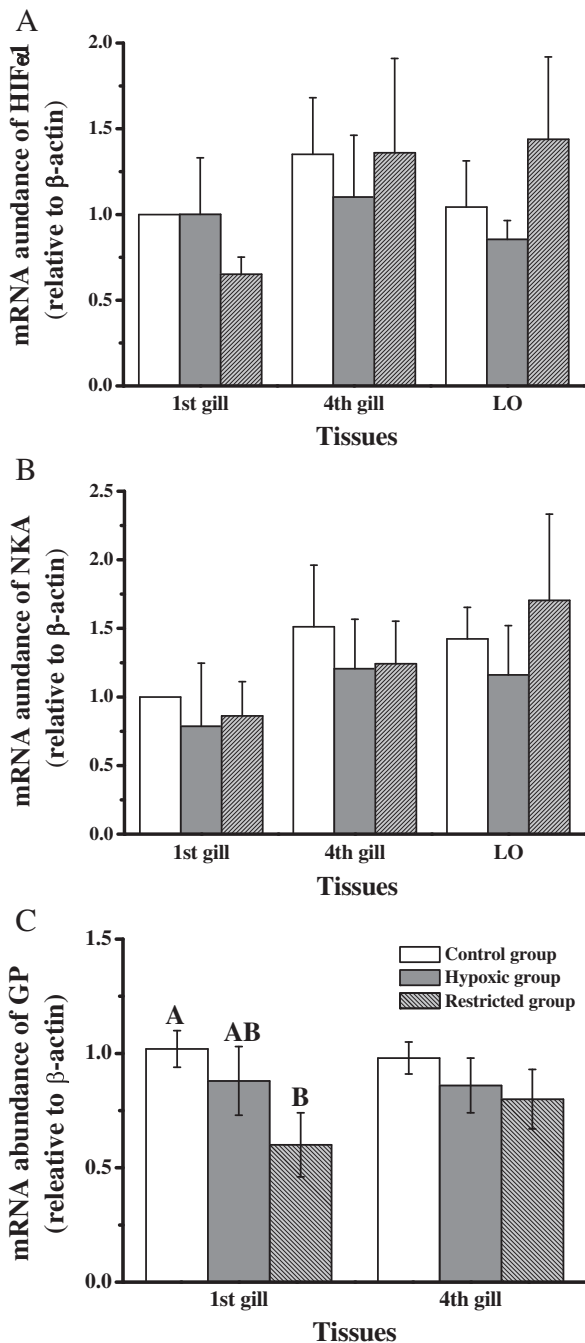 A
mRNA aundance of HIFαl
(relative to β-actin)
2.0
1.5
1.0
0.5
0.0
1st gill 4th gill LO
Tissues
B
mRNA aundance of NKA
(relative to β-actin)
2.5
2.0
1.5
1.0
0.5
0.0
1st gill 4th gill LO
Tissues
C
mRNA abundance of GP
(releative to β-actin)
1.5
1.0
0.5
0.0
Control group
Hypoxic group
Restricted group
A AB B
1st gill 4th gill
Tissues